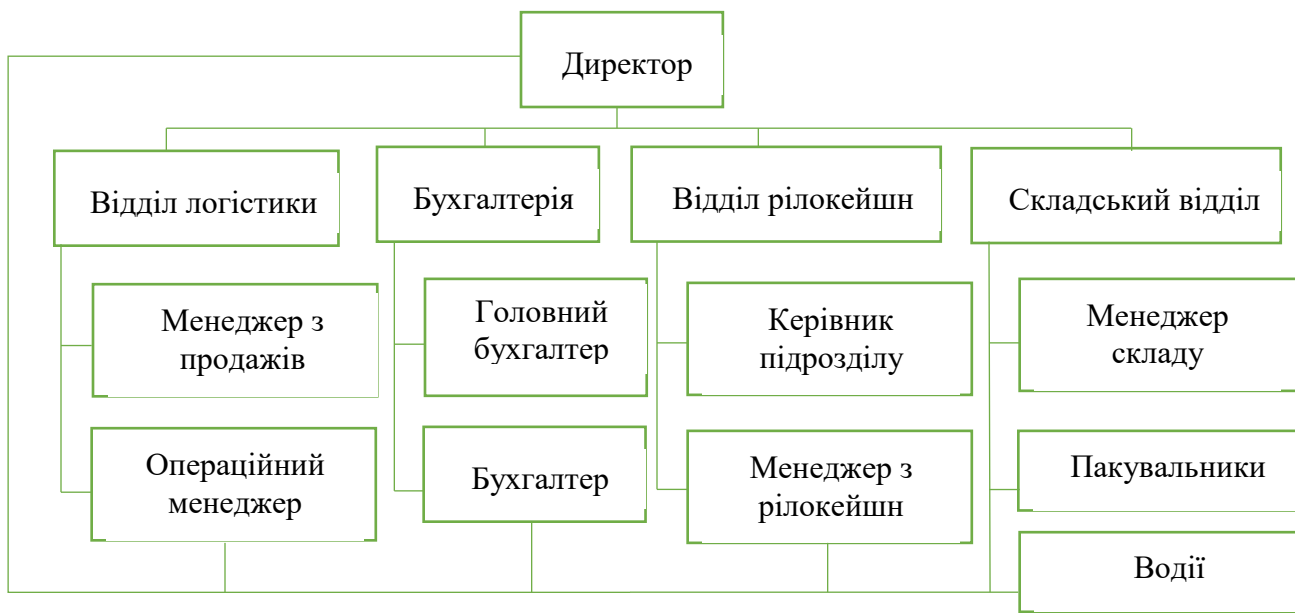 Директор
Відділ логістики
Бухгалтерія
Відділ рілокейшн
Складський відділ
Менеджер з
продажів
Головний
бухгалтер
Керівник
підрозділу
Менеджер
складу
Операційний
менеджер
Бухгалтер
Менеджер з
рілокейшн
Пакувальники
Водії